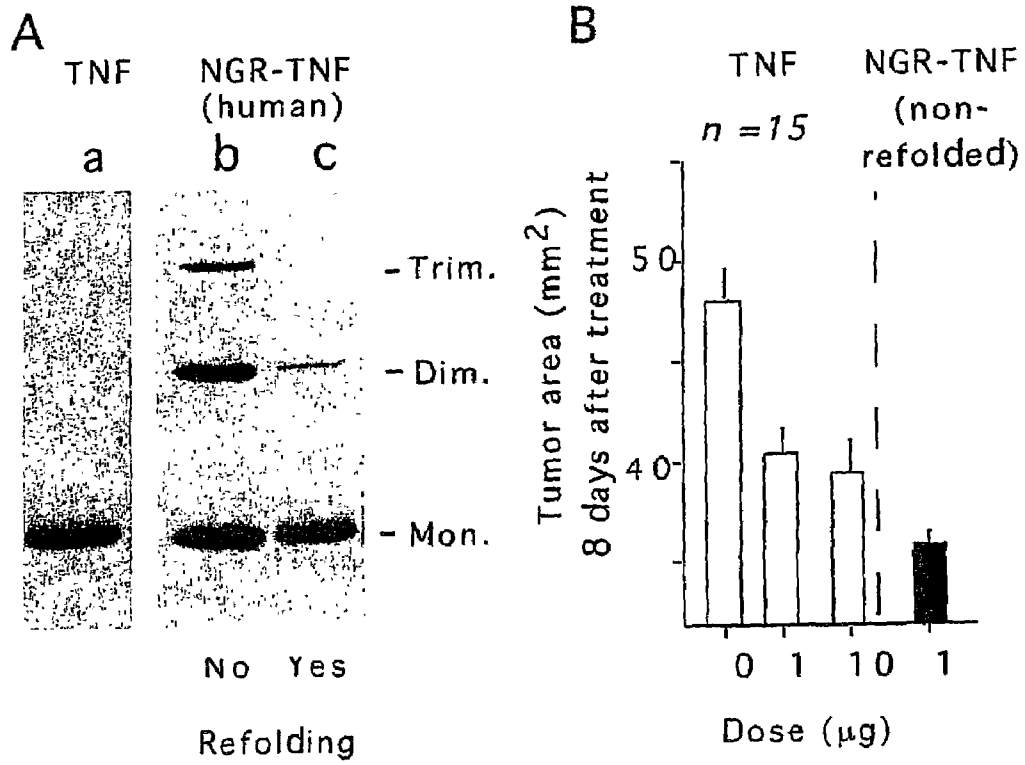 A
TNF
NGR-TNF
(human)
a
b
c
-Trim.
-Dim.
-Mon.
No Yes
Refolding
B
TNF
NGR-TNF
(non-
refolded)
n =15
Tumor area (mm2)
8 days after treatment
50
40
0 1 10 1
Dose (μg)